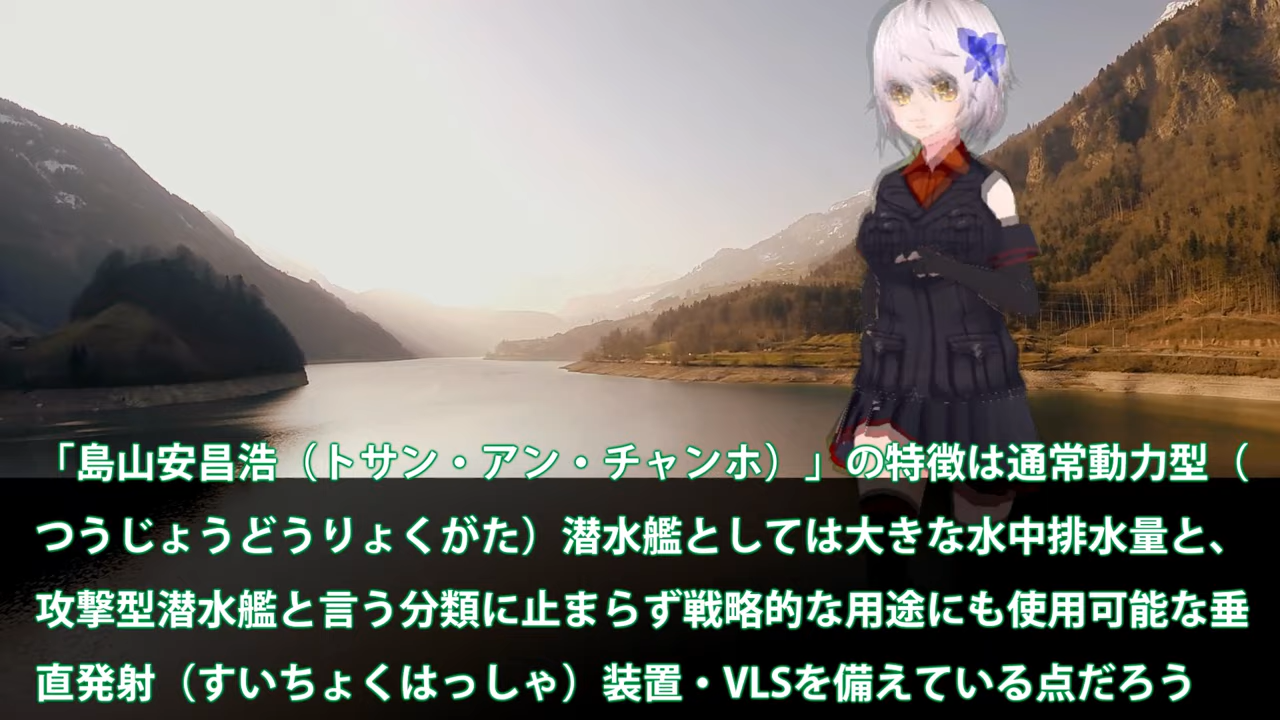 「島山安昌浩（トサン・アン・チャンホ）」の特徴は通常動力型（
つうじょうどうりょくがた）潜水艦としては大きな水中排水量と、
攻撃型潜水艦と言う分類に止まらず戦略的な用途にも使用可能な垂
直発射（すいちょくはっしゃ）装置・VLSを備えている点だろう